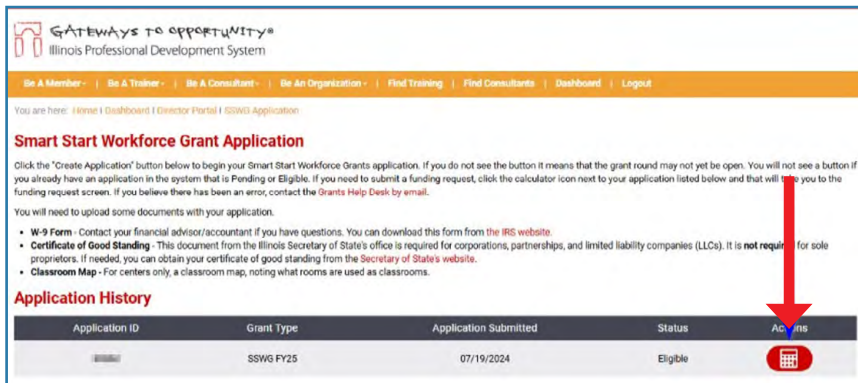 GATEWAYS TO OPPORTUNITY®
Illinois Professional Development System
Be A Member | Be A Trainer | Be A Consultant | Be An Organization | Find Training | Find Consultants | Dashboard | Logout
You are here: Home | Dashboard | Director Portal | SSWG Application
Smart Start Workforce Grant Application
Click the "Create Application" button below to begin your Smart Start Workforce Grants application. If you do not see the button it means that the grant round may not yet be open. You will not see a button if
you already have an application in the system that is Pending or Eligible. If you need to submit a funding request, click the calculator icon next to your application listed below and that will take you to the
funding request screen. If you believe there has been an error, contact the Grants Help Desk by email.
You will need to upload some documents with your application.
• W-9 Form - Contact your financial advisor/accountant if you have questions. You can download this form from the IRS website.
• Certificate of Good Standing - This document from the Illinois Secretary of State's office is required for corporations, partnerships, and limited liability companies (LLCs). It is not required for sole
proprietors. If needed, you can obtain your certificate of good standing from the Secretary of State's website.
• Classroom Map - For centers only, a classroom map, noting what rooms are used as classrooms.
Application History
Application ID Grant Type Application Submitted Status Actions
SSWG FY25 07/19/2024 Eligible